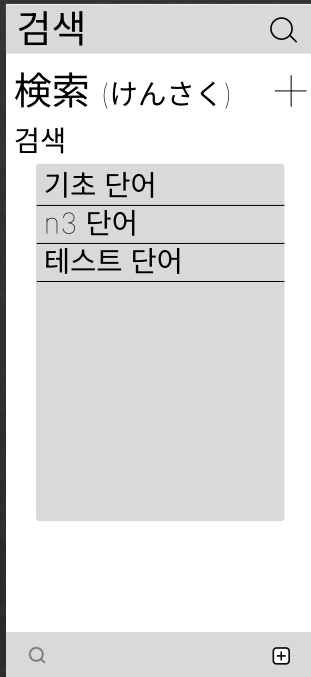 검색
検索 (けんさく)
검색
기초 단어
n3 단어
테스트 단어